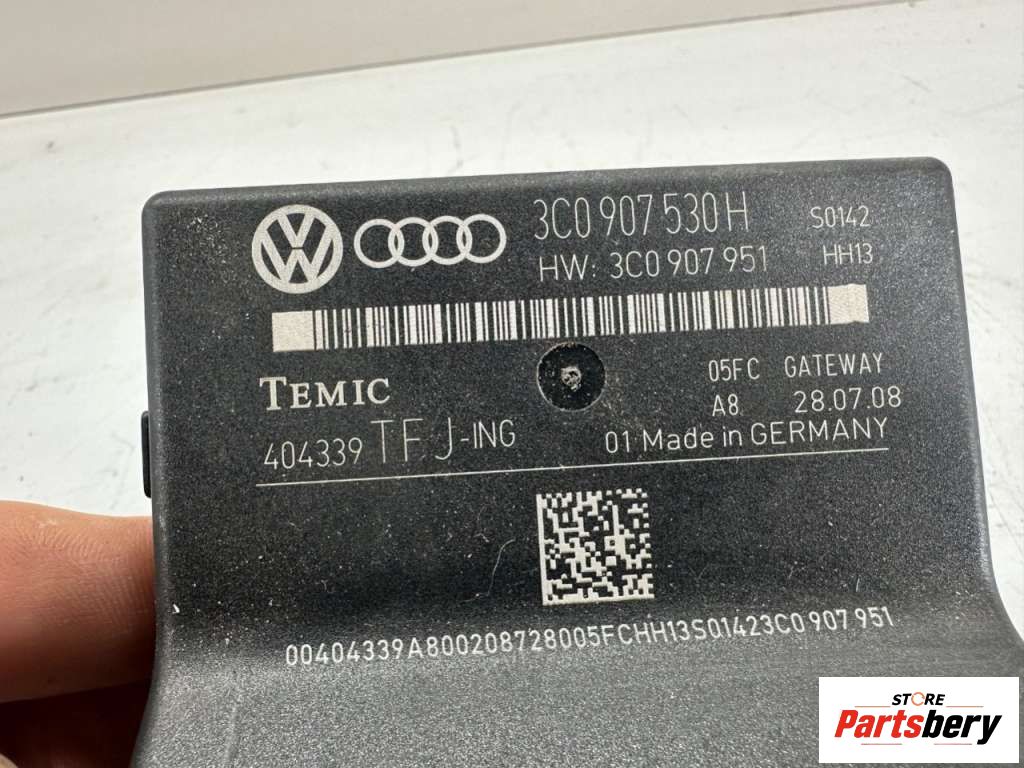 3C0 907 530 H S0142
HW: 3C0 907 951 HH13
TEMIC
05FC GATEWAY
A8 28.07.08
404339 TF J-ING
01 Made in GERMANY
00404339A800208728005FCHH13S01423C0 907 951
STORE
Partsbery